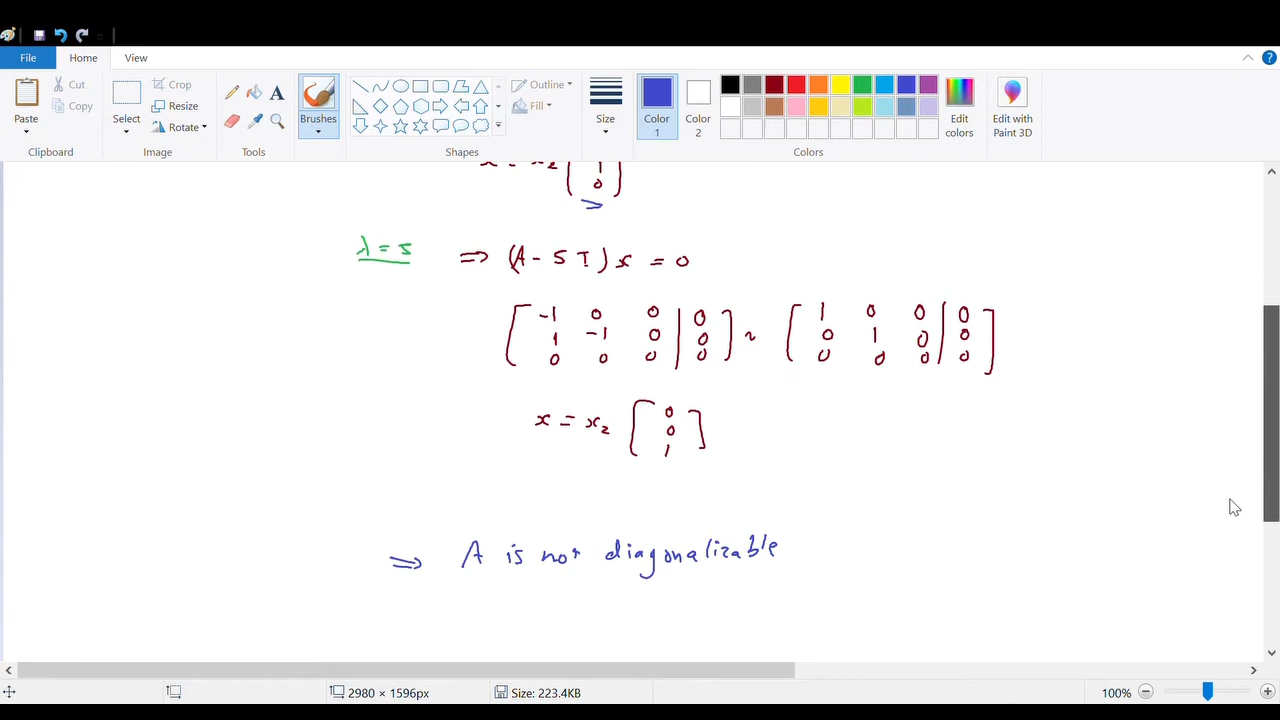 File Home View
Paste Cut Copy
Clipboard
Select Crop Resize Rotate
Image
A
Tools
Brushes
Outline Fill
Shapes
Size
Color 1
Color 2
Edit colors
Colors
Edit with Paint 3D
1
0
λ = 5 ⇒ (A - 5 I) x = 0
[ -1 0 0 | 0 ] ~ [ 1 0 0 | 0 ]
[ 1 -1 0 | 0 ] [ 0 1 0 | 0 ]
[ 0 0 0 | 0 ] [ 0 0 0 | 0 ]
x = x₂ [ 0
0
1 ]
⇒ A is not diagonalizable
2980 × 1596px Size: 223.4KB 100%